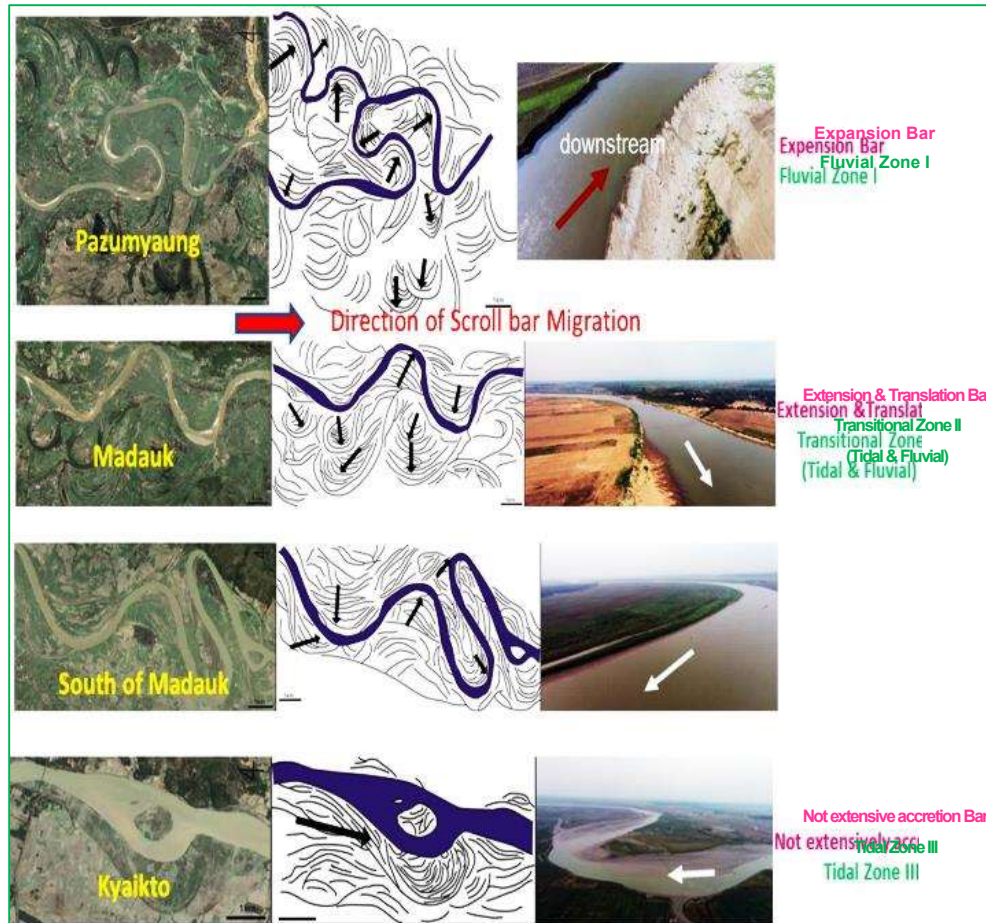 Pazumyaung
downstream
Expansion Bar
Expension Bar
Fluvial Zone I
Fluvial Zone I
Direction of Scroll bar Migration
Madauk
Extension & Translation Ba
Extension &Translat
Transitional Zone II
Transitional Zone
(Tidal & Fluvial)
(Tidal & Fluvial)
South of Madauk
Kyaikto
Not extensive accretion Bar
Not extensively acc
Tidal Zone III
Tidal Zone III